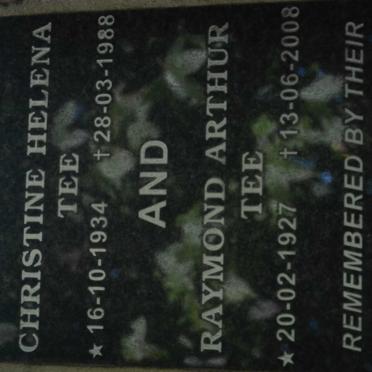 CHRISTINE HELENA
TEE
★ 16-10-1934 † 28-03-1988
AND
RAYMOND ARTHUR
TEE
★ 20-02-1927 † 13-06-2008
REMEMBERED BY THEIR